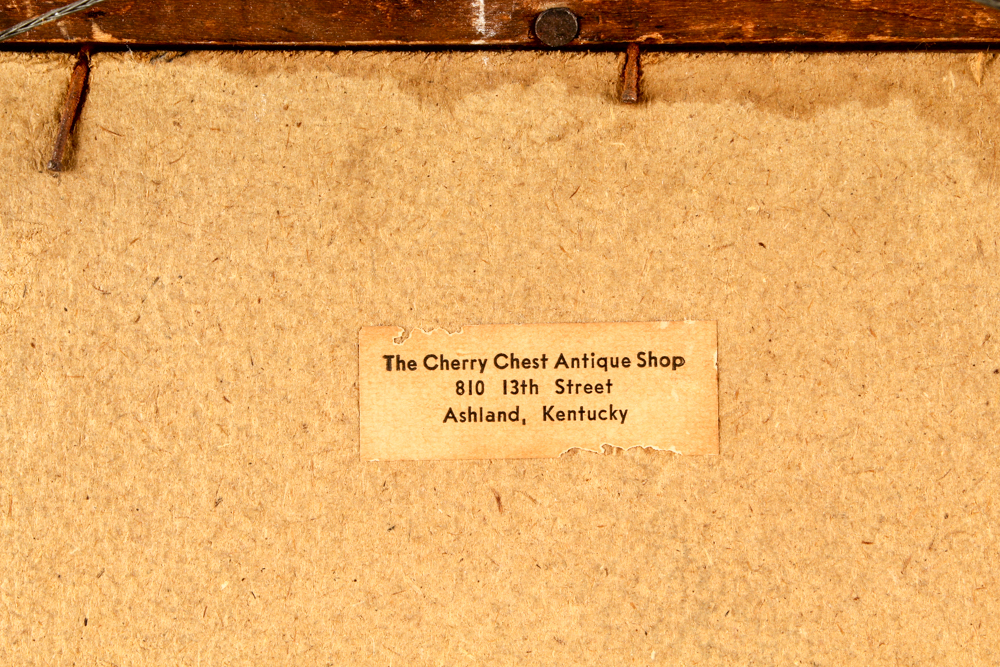 The Cherry Chest Antique Shop
810 13th Street
Ashland, Kentucky